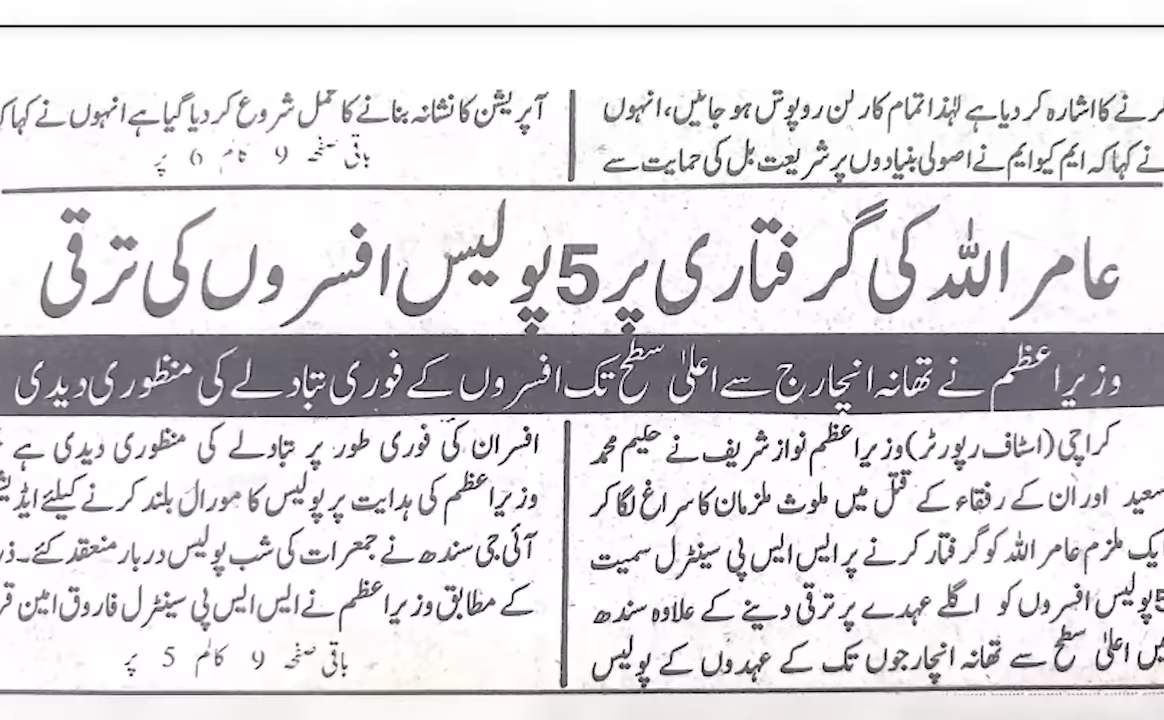 کرنے کا اشارہ کر دیا ہے لہٰذا تمام کارکن روپوش ہو جائیں، انہوں
نے کہا کہ ایم کیو ایم نے اصولی بنیادوں پر شریعت بل کی حمایت سے
آپریشن کا نشانہ بنانے کا عمل شروع کر دیا گیا ہے انہوں نے کہا کہ
باقی صفحہ 9 کالم 6 پر
عامر اللہ کی گرفتاری پر 5 پولیس افسروں کی ترقی
وزیراعظم نے تھانہ انچارج سے اعلیٰ سطح تک افسروں کے فوری تبادلے کی منظوری دیدی
کراچی (اسٹاف رپورٹر) وزیراعظم نواز شریف نے حکیم محمد
سعید اور ان کے رفقاء کے قتل میں ملوث ملزمان کا سراغ لگا کر
ایک ملزم عامر اللہ کو گرفتار کرنے پر ایس ایس پی سینٹرل سمیت
5 پولیس افسروں کو اگلے عہدے پر ترقی دینے کے علاوہ سندھ
میں اعلیٰ سطح سے تھانہ انچارجوں تک کے عہدوں کے پولیس
افسران کی فوری طور پر تبادلے کی منظوری دیدی ہے
وزیراعظم کی ہدایت پر پولیس کا مورال بلند کرنے کیلئے
آئی جی سندھ نے جمعرات کی شب پولیس دربار منعقد کئے۔
کے مطابق وزیراعظم نے ایس ایس پی سینٹرل فاروق امین
باقی صفحہ 9 کالم 5 پر